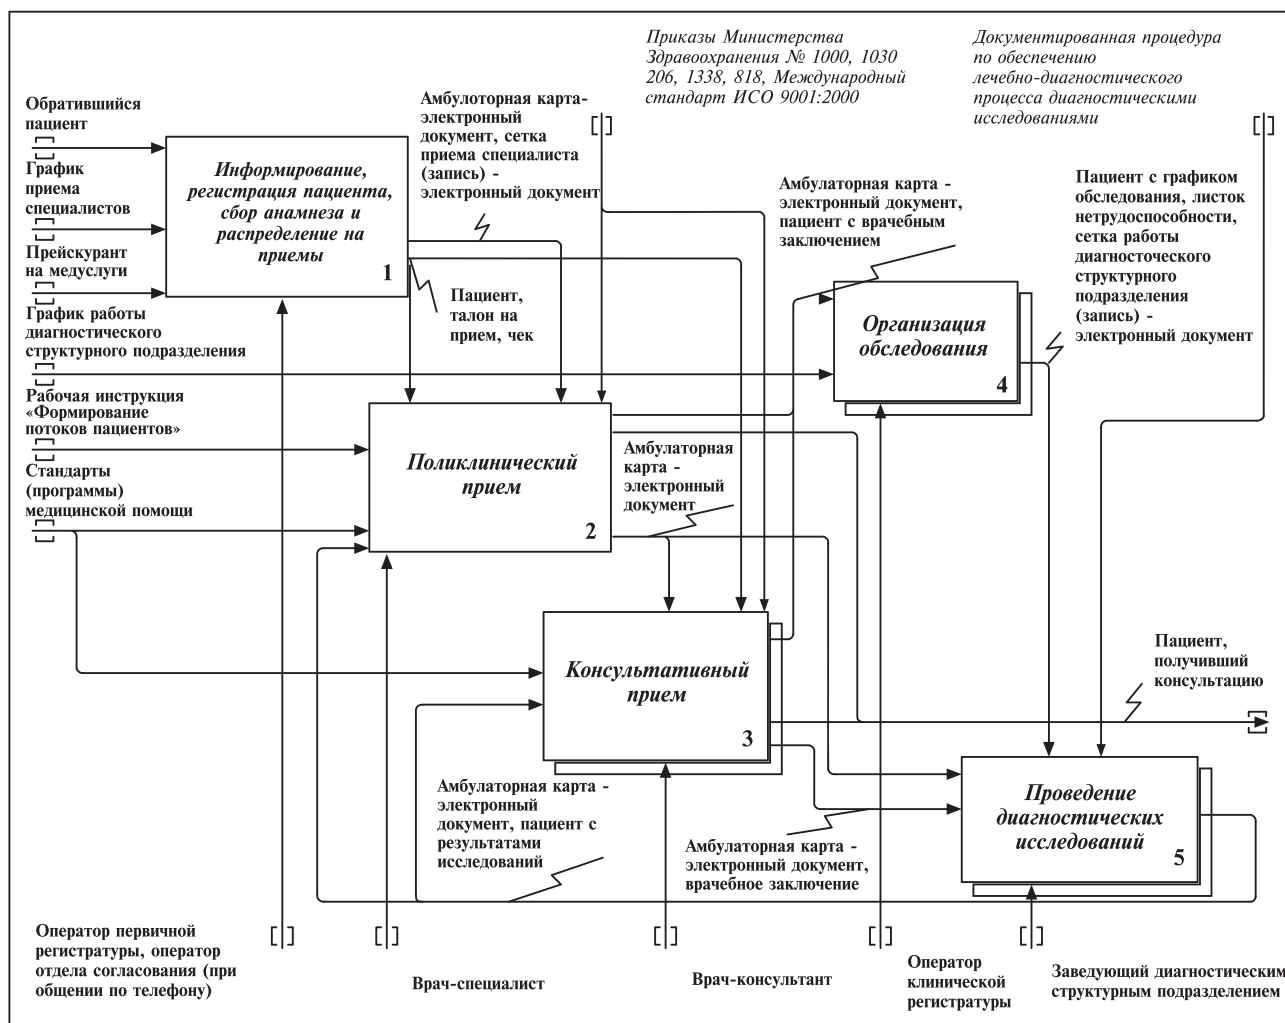 Приказы Министерства
Здравоохранения № 1000, 1030
206, 1338, 818, Международный
стандарт ИСО 9001:2000
Документированная процедура
по обеспечению
лечебно-диагностического
процесса диагностическими
исследованиями
Обратившийся
пациент
График
приема
специалистов
Прейскурант
на медуслуги
График работы
диагностического
структурного подразделения
Рабочая инструкция
«Формирование
потоков пациентов»
Стандарты
(программы)
медицинской помощи
Информирование,
регистрация пациента,
сбор анамнеза и
распределение на
приемы
1
Амбулоторная карта-
электронный
документ, сетка
приема специалиста
(запись) -
электронный документ
Пациент,
талон на
прием, чек
Амбулаторная карта -
электронный документ,
пациент с врачебным
заключением
Пациент с графиком
обследования, листок
нетрудоспособности,
сетка работы
диагносточеского
структурного
подразделения
(запись) -
электронный документ
Организация
обследования
4
Поликлинический
прием
2
Амбулаторная
карта -
электронный
документ
Консультативный
прием
3
Пациент,
получивший
консультацию
Проведение
диагностических
исследований
5
Амбулаторная карта -
электронный
документ, пациент с
результатами
исследований
Амбулаторная карта -
электронный документ,
врачебное заключение
Оператор первичной
регистратуры, оператор
отдела согласования (при
общении по телефону)
Врач-специалист
Врач-консультант
Оператор
клинической
регистратуры
Заведующий диагностическим
структурным подразделением